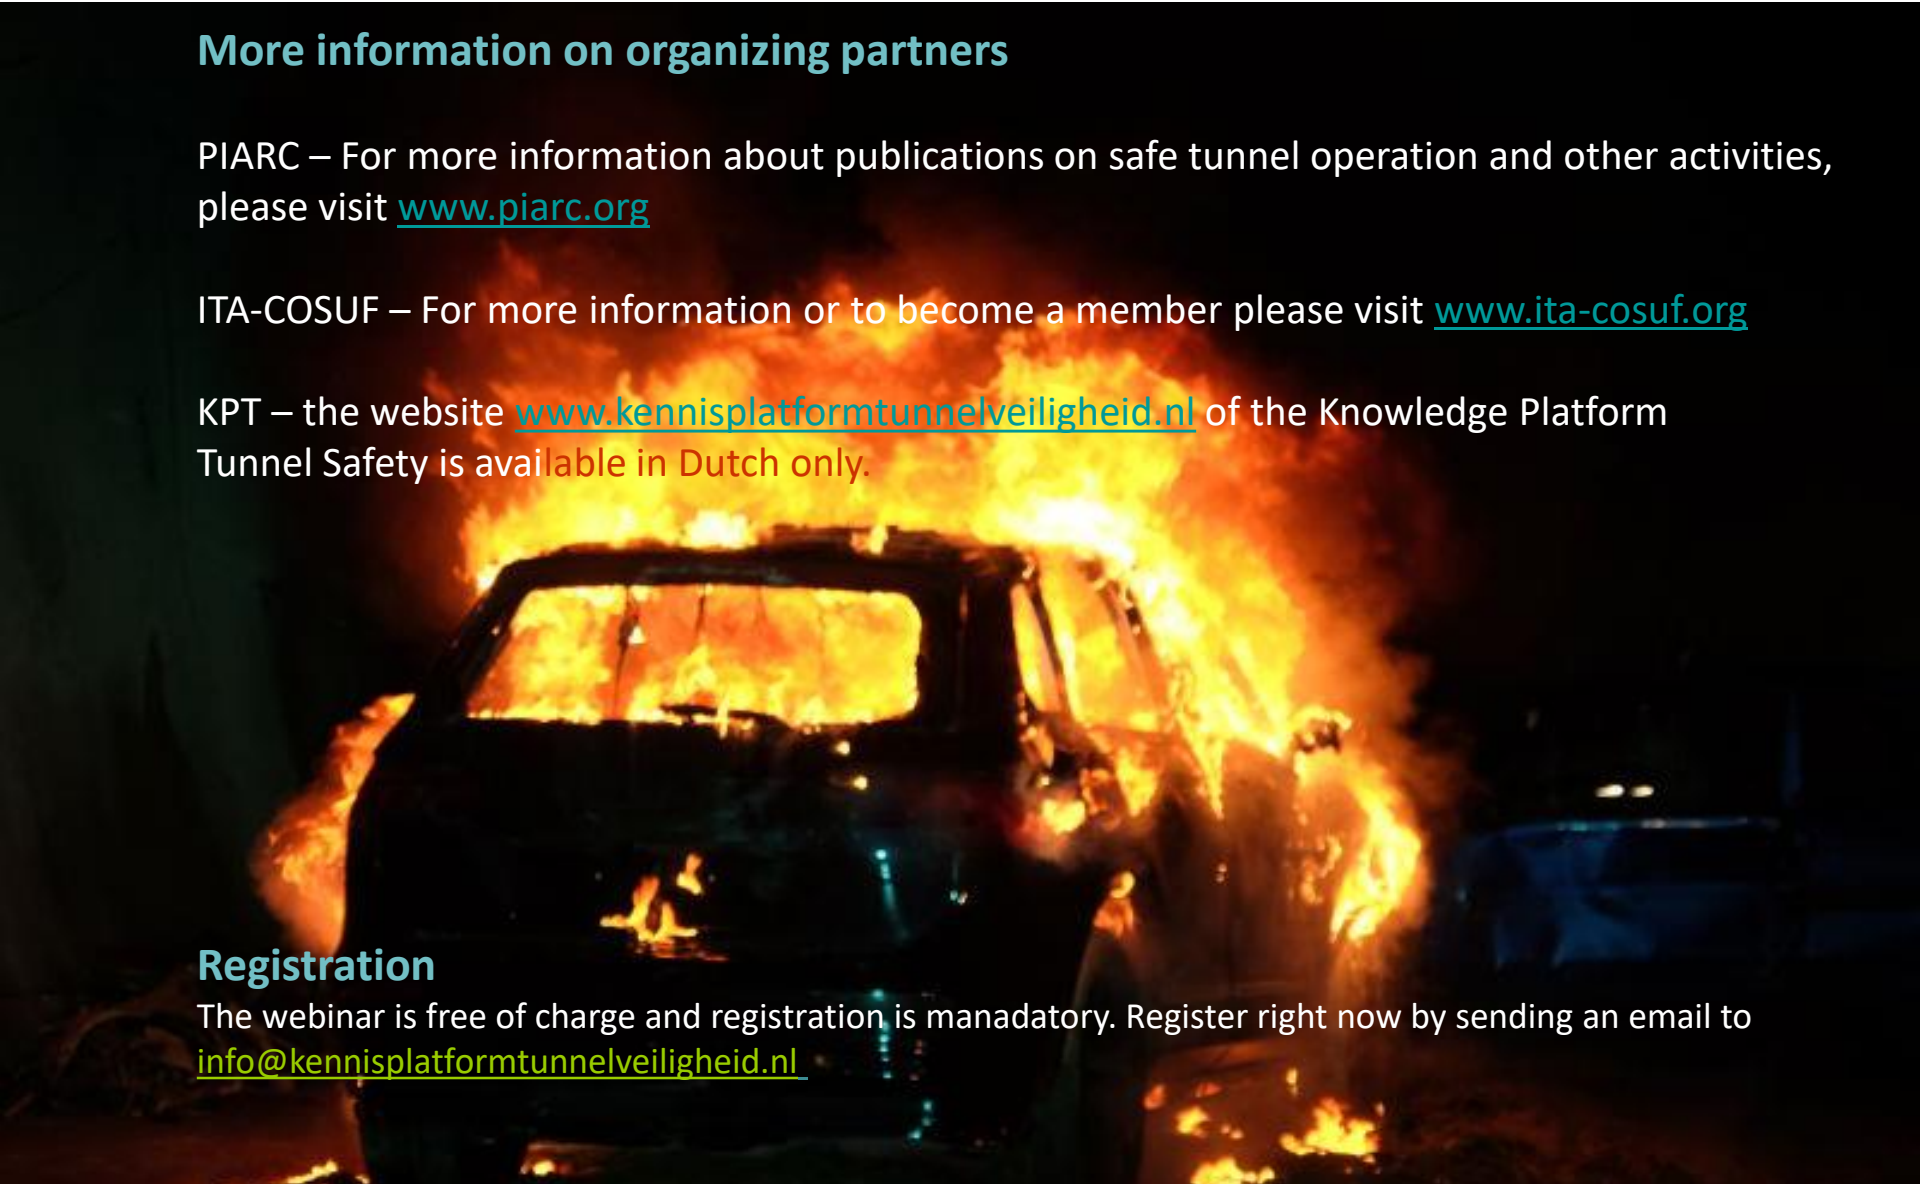 More information on organizing partners
PIARC – For more information about publications on safe tunnel operation and other activities,
please visit www.piarc.org
ITA-COSUF – For more information or to become a member please visit www.ita-cosuf.org
KPT – the website www.kennisplatformtunnelveiligheid.nl of the Knowledge Platform
Tunnel Safety is available in Dutch only.
Registration
The webinar is free of charge and registration is manadatory. Register right now by sending an email to
info@kennisplatformtunnelveiligheid.nl